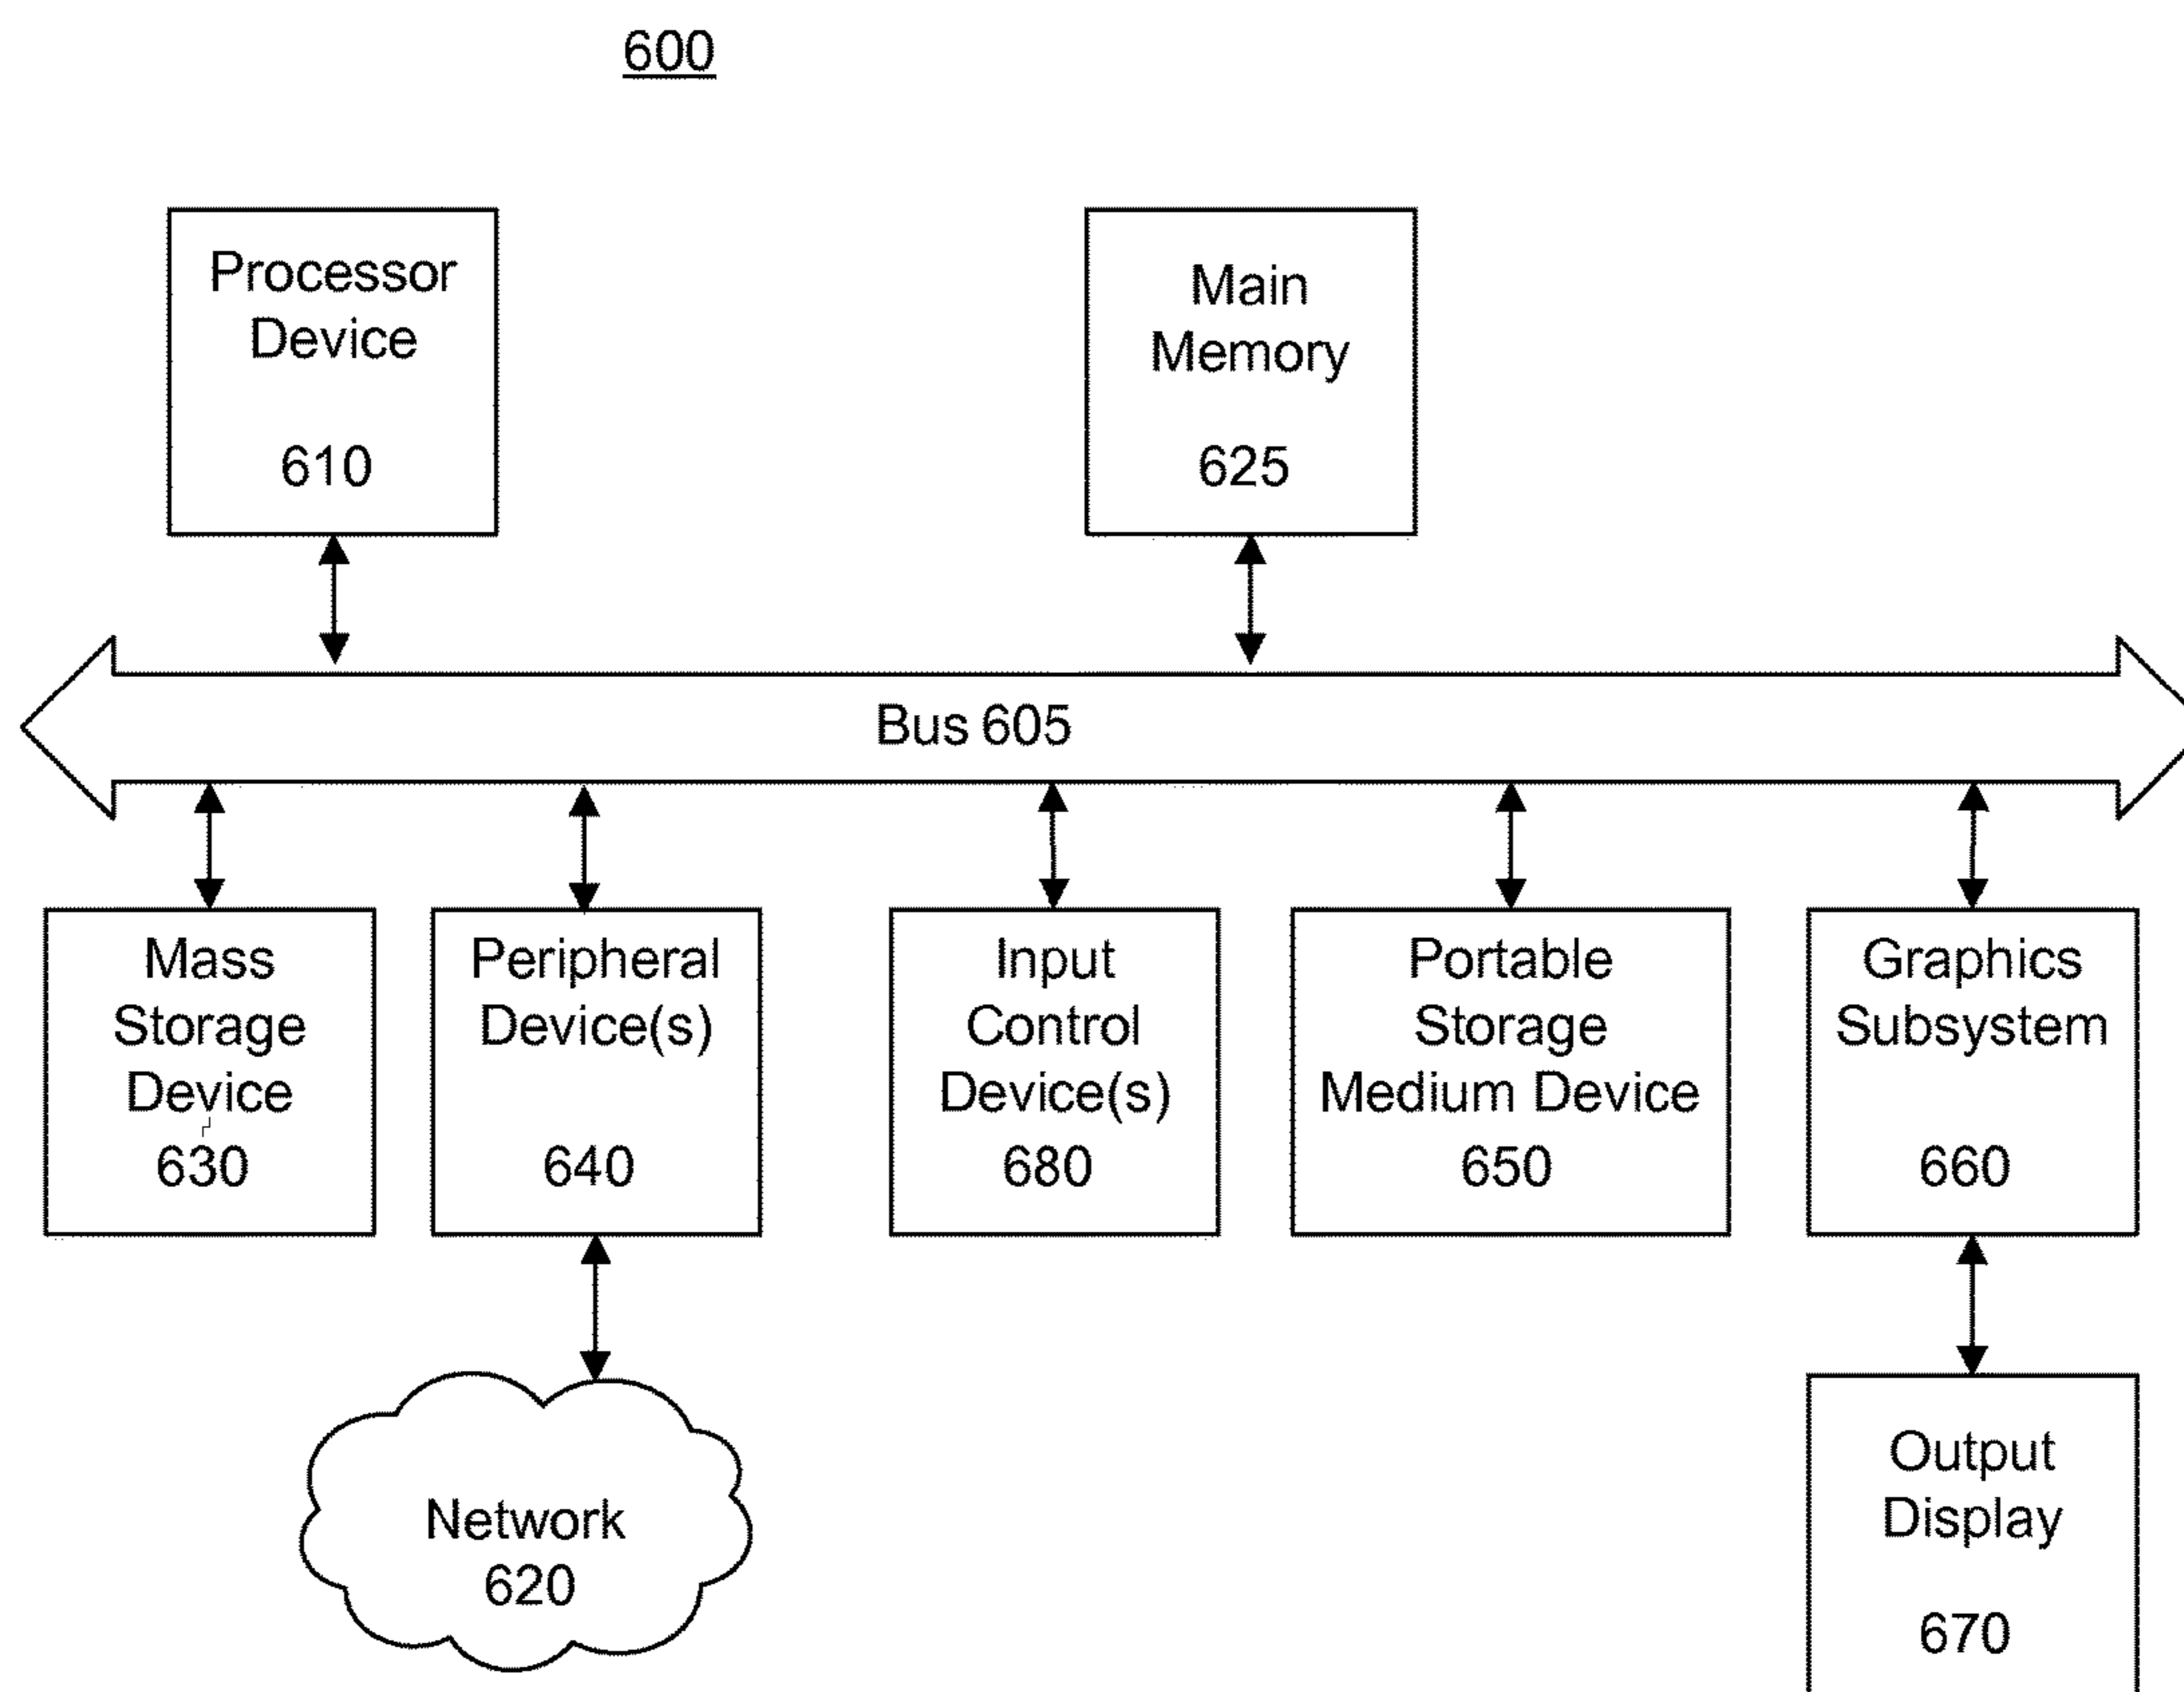 600
Processor
Device
610
Main
Memory
625
Bus 605
Mass
Storage
Device
630
Peripheral
Device(s)
640
Input
Control
Device(s)
680
Portable
Storage
Medium Device
650
Graphics
Subsystem
660
Network
620
Output
Display
670